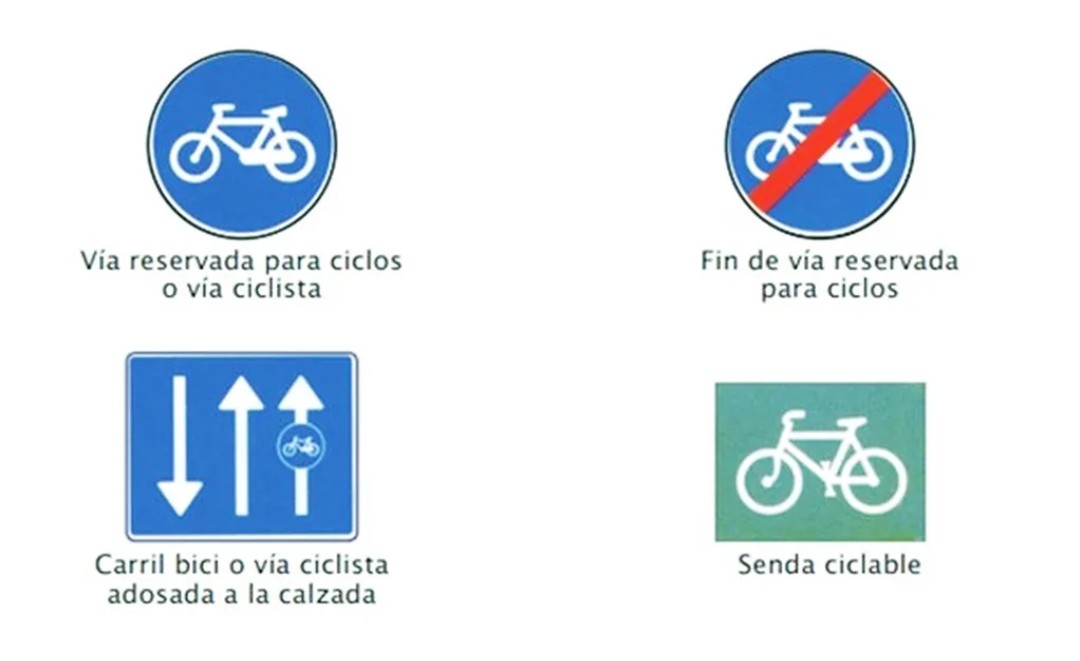 Vía reservada para ciclos
o vía ciclista
Fin de vía reservada
para ciclos
Carril bici o vía ciclista
adosada a la calzada
Senda ciclable